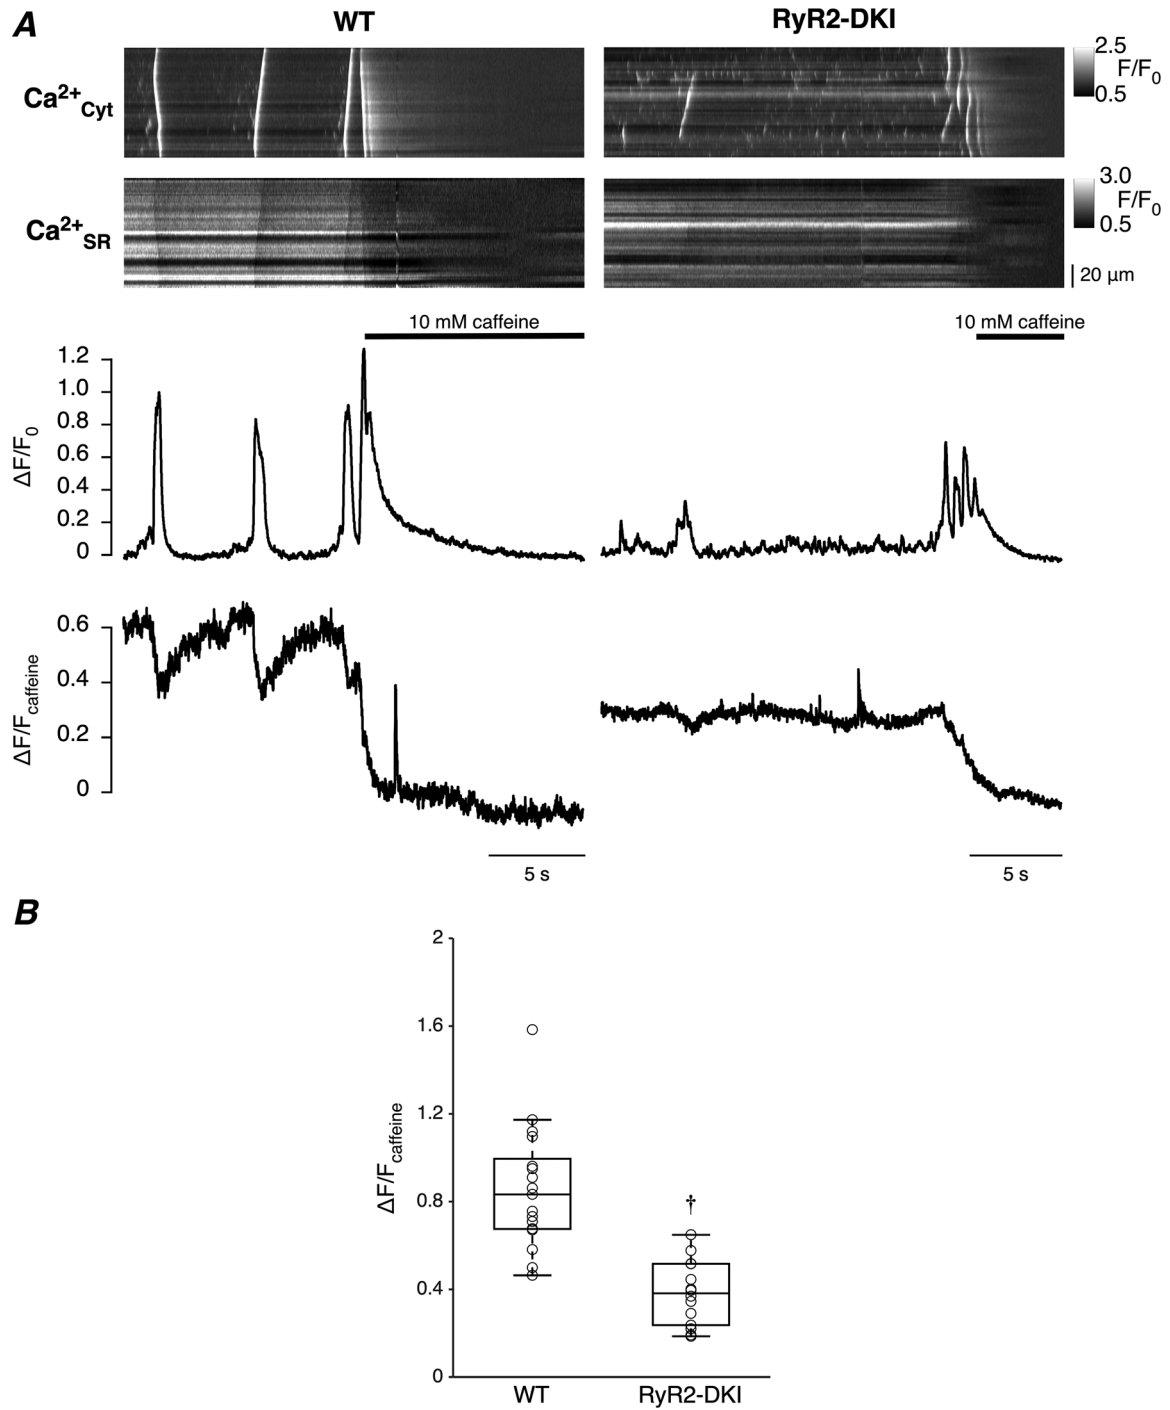 A
WT
RyR2-DKI
Ca2+Cyt
2.5
F/F0
0.5
Ca2+SR
3.0
F/F0
0.5
20 µm
10 mM caffeine
10 mM caffeine
ΔF/F0
1.2
1.0
0.8
0.6
0.4
0.2
0
ΔF/Fcaffeine
0.6
0.4
0.2
0
5 s
5 s
B
ΔF/Fcaffeine
2
1.6
1.2
0.8
0.4
0
†
WT
RyR2-DKI